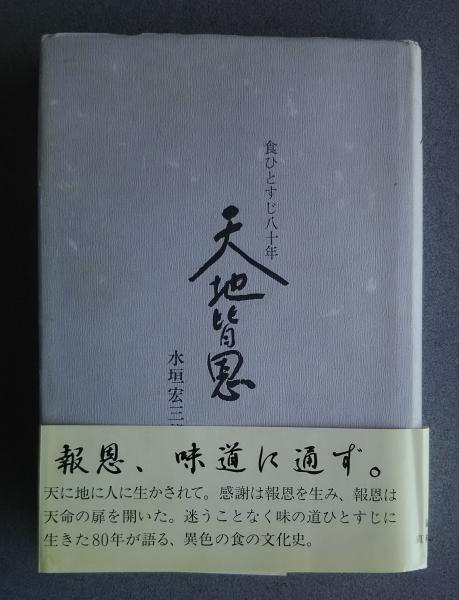 食ひとすじ八十年
天地皆恩
水垣宏三
報恩、味道に通ず。
天に地に人に生かされて。感謝は報恩を生み、報恩は
天命の扉を開いた。迷うことなく味の道ひとすじに
生きた80年が語る、異色の食の文化史。